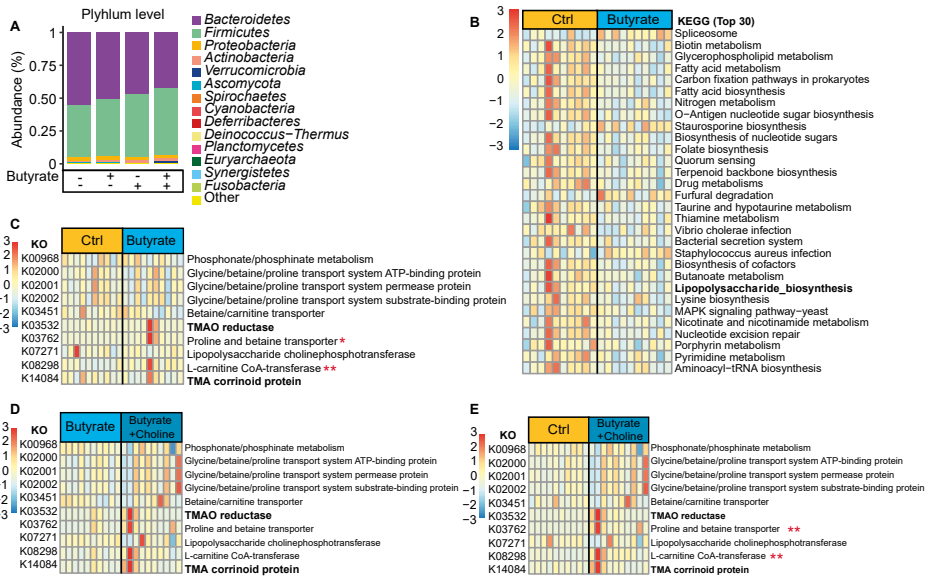 A
Plyhlum level
Abundance (%)
1
0.75
0.50
0.25
0
Butyrate
- + - +
- - + +
Bacteroidetes
Firmicutes
Proteobacteria
Actinobacteria
Verrucomicrobia
Ascomycota
Spirochaetes
Cyanobacteria
Deferribacteres
Deinococcus−Thermus
Planctomycetes
Euryarchaeota
Synergistetes
Fusobacteria
Other
B
3
2
1
0
−1
−2
−3
Ctrl
Butyrate
KEGG (Top 30)
Spliceosome
Biotin metabolism
Glycerophospholipid metabolism
Fatty acid metabolism
Carbon fixation pathways in prokaryotes
Fatty acid biosynthesis
Nitrogen metabolism
O−Antigen nucleotide sugar biosynthesis
Staurosporine biosynthesis
Biosynthesis of nucleotide sugars
Folate biosynthesis
Quorum sensing
Terpenoid backbone biosynthesis
Drug metabolisms
Furfural degradation
Taurine and hypotaurine metabolism
Thiamine metabolism
Vibrio cholerae infection
Bacterial secretion system
Staphylococcus aureus infection
Biosynthesis of cofactors
Butanoate metabolism
Lipopolysaccharide_biosynthesis
Lysine biosynthesis
MAPK signaling pathway−yeast
Nicotinate and nicotinamide metabolism
Nucleotide excision repair
Porphyrin metabolism
Pyrimidine metabolism
Aminoacyl−tRNA biosynthesis
C
3
2
1
0
−1
−2
−3
KO
Ctrl
Butyrate
K00968
Phosphonate/phosphinate metabolism
K02000
Glycine/betaine/proline transport system ATP-binding protein
K02001
Glycine/betaine/proline transport system permease protein
K02002
Glycine/betaine/proline transport system substrate-binding protein
K03451
Betaine/carnitine transporter
K03532
TMAO reductase
K03762
Proline and betaine transporter *
K07271
Lipopolysaccharide cholinephosphotransferase
K08298
L-carnitine CoA-transferase **
K14084
TMA corrinoid protein
D
3
2
1
0
−1
−2
−3
KO
Butyrate
Butyrate
+Choline
K00968
Phosphonate/phosphinate metabolism
K02000
Glycine/betaine/proline transport system ATP-binding protein
K02001
Glycine/betaine/proline transport system permease protein
K02002
Glycine/betaine/proline transport system substrate-binding protein
K03451
Betaine/carnitine transporter
K03532
TMAO reductase
K03762
Proline and betaine transporter
K07271
Lipopolysaccharide cholinephosphotransferase
K08298
L-carnitine CoA-transferase
K14084
TMA corrinoid protein
E
3
2
1
0
−1
−2
−3
KO
Ctrl
Butyrate
+Choline
K00968
Phosphonate/phosphinate metabolism
K02000
Glycine/betaine/proline transport system ATP-binding protein
K02001
Glycine/betaine/proline transport system permease protein
K02002
Glycine/betaine/proline transport system substrate-binding protein
K03451
Betaine/carnitine transporter
K03532
TMAO reductase
K03762
Proline and betaine transporter **
K07271
Lipopolysaccharide cholinephosphotransferase
K08298
L-carnitine CoA-transferase **
K14084
TMA corrinoid protein